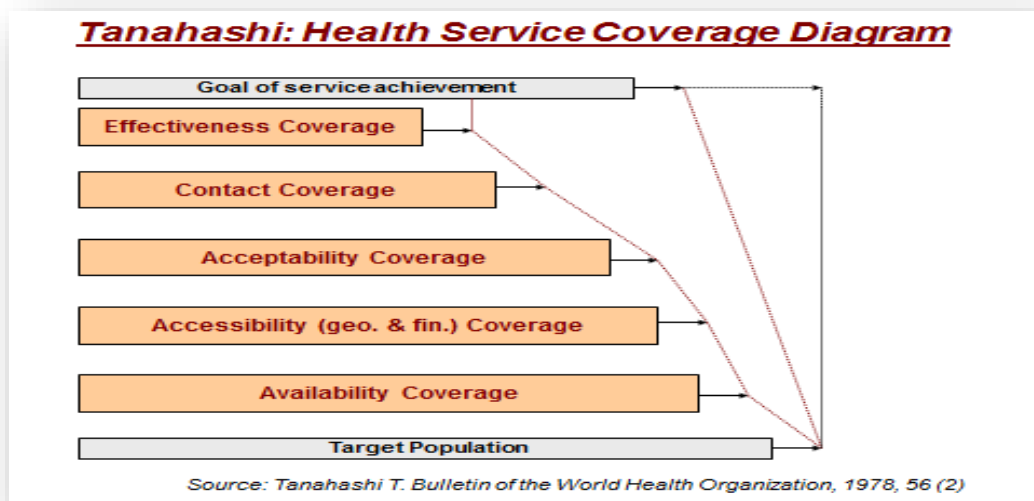 Tanahashi: Health Service Coverage Diagram
Goal of service achievement
Effectiveness Coverage
Contact Coverage
Acceptability Coverage
Accessibility (geo. & fin.) Coverage
Availability Coverage
Target Population
Source: Tanahashi T. Bulletin of the World Health Organization, 1978, 56 (2)